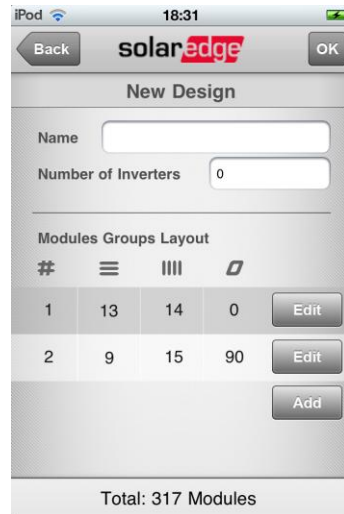 iPod 18:31
Back solaredge OK
New Design
Name
Number of Inverters 0
Modules Groups Layout
#
1 13 14 0 Edit
2 9 15 90 Edit
Add
Total: 317 Modules